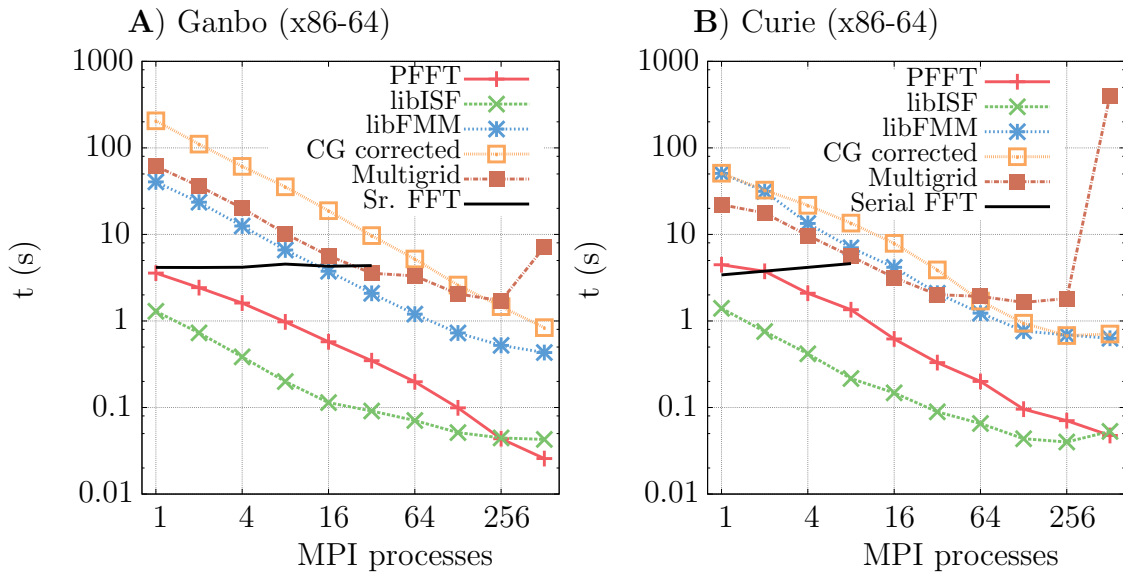 A) Ganbo (x86-64)
1000
100
10
1
0.1
0.01
t (s)
PFFT
libISF
libFMM
CG corrected
Multigrid
Sr. FFT
1 4 16 64 256
MPI processes
B) Curie (x86-64)
1000
100
10
1
0.1
0.01
t (s)
PFFT
libISF
libFMM
CG corrected
Multigrid
Serial FFT
1 4 16 64 256
MPI processes